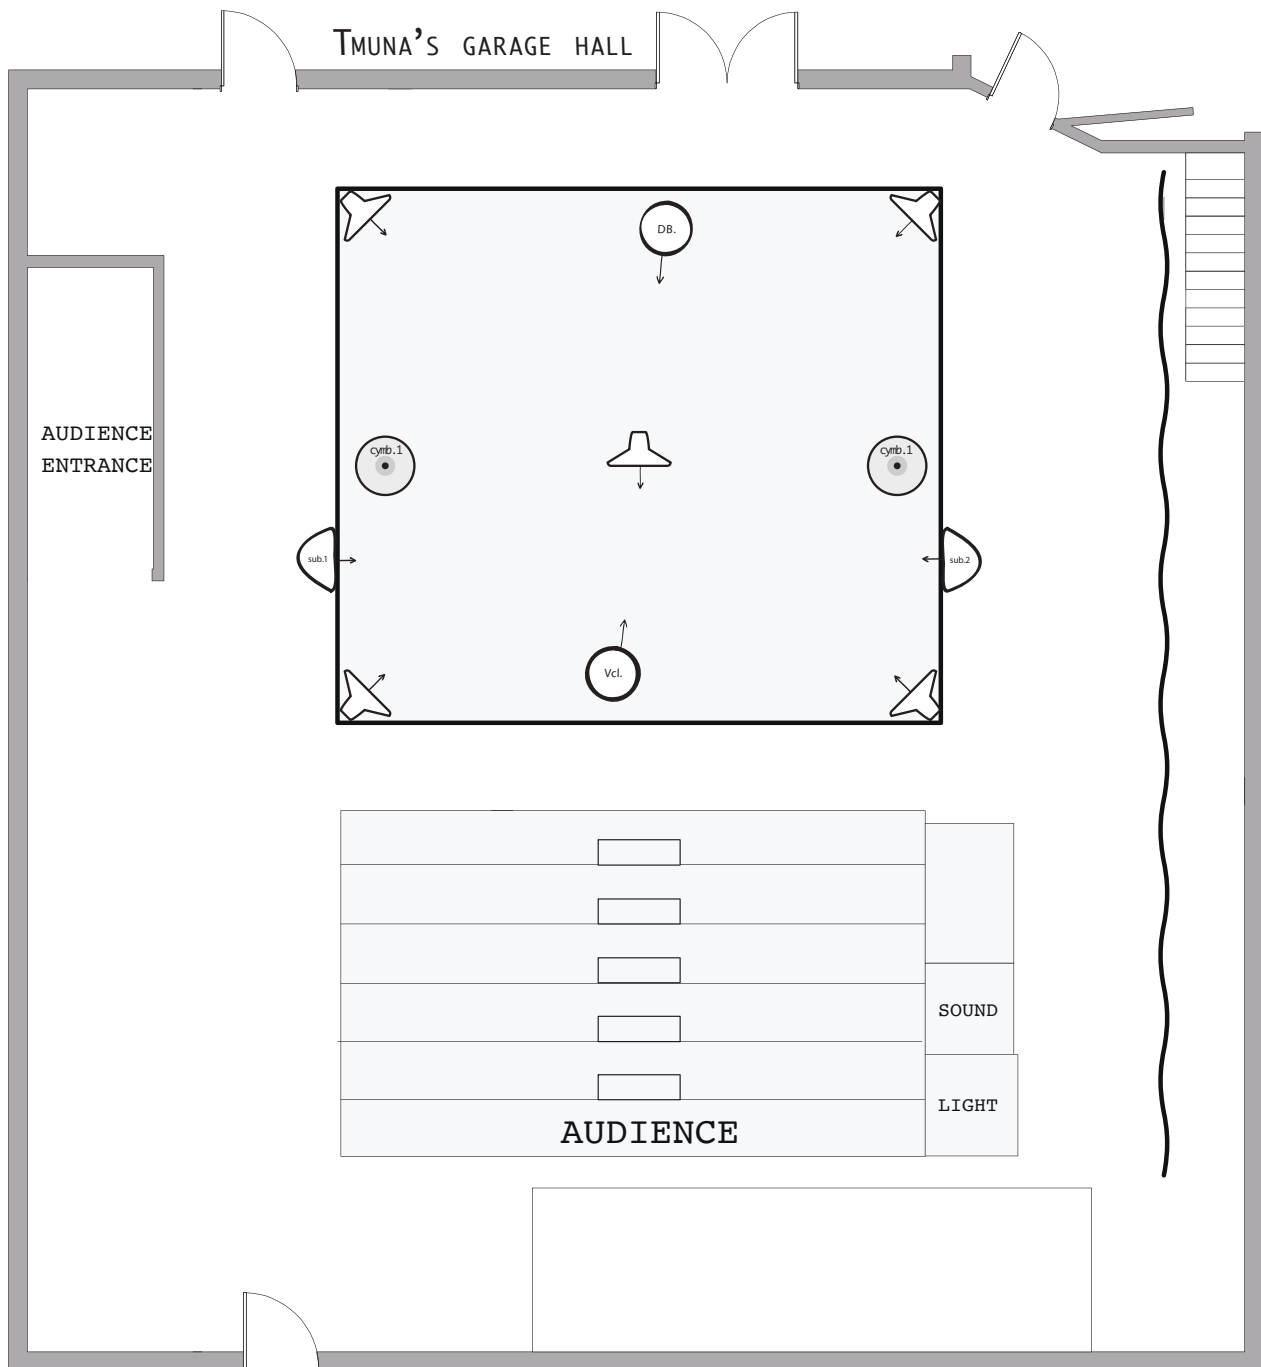 TMUNA'S GARAGE HALL
DB.
AUDIENCE
ENTRANCE
cymb.1
cymb.1
sub.1
sub.2
Vcl.
SOUND
LIGHT
AUDIENCE